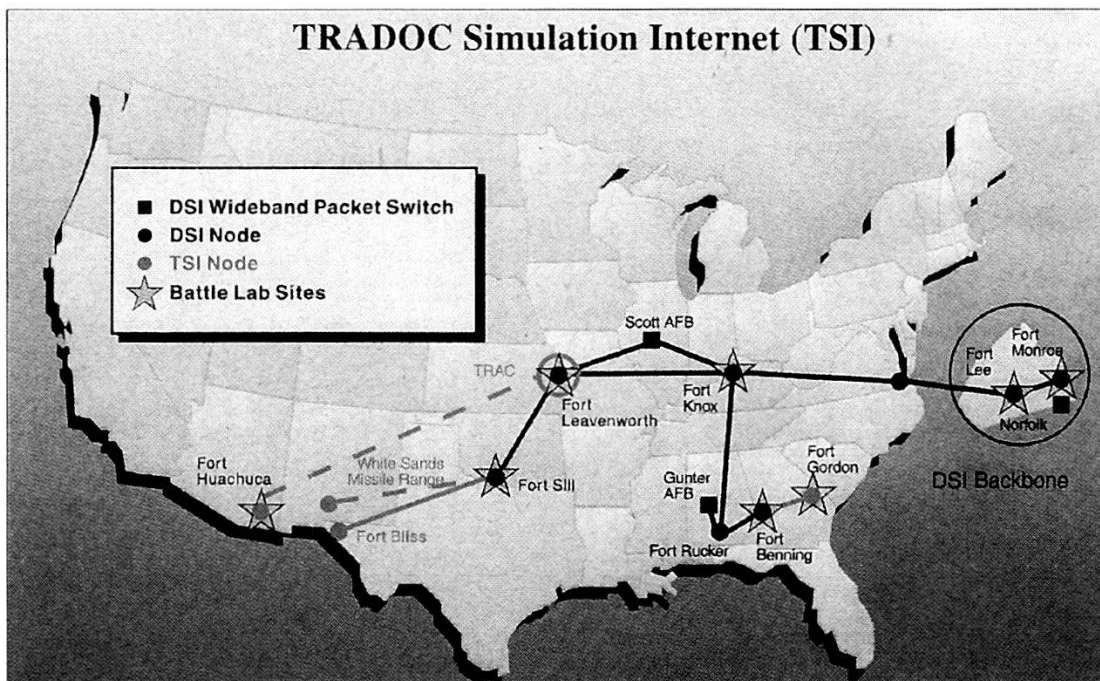 TRADOC Simulation Internet (TSI)
DSI Wideband Packet Switch
DSI Node
TSI Node
Battle Lab Sites
Scott AFB
TRAC
Fort
Leavenworth
Fort
Knox
Fort
Lee
Fort
Monroe
Norfolk
DSI Backbone
Fort
Huachuca
White Sands
Missile Range
Fort Sill
Fort Bliss
Gunter
AFB
Fort
Gordon
Fort Rucker
Fort
Benning